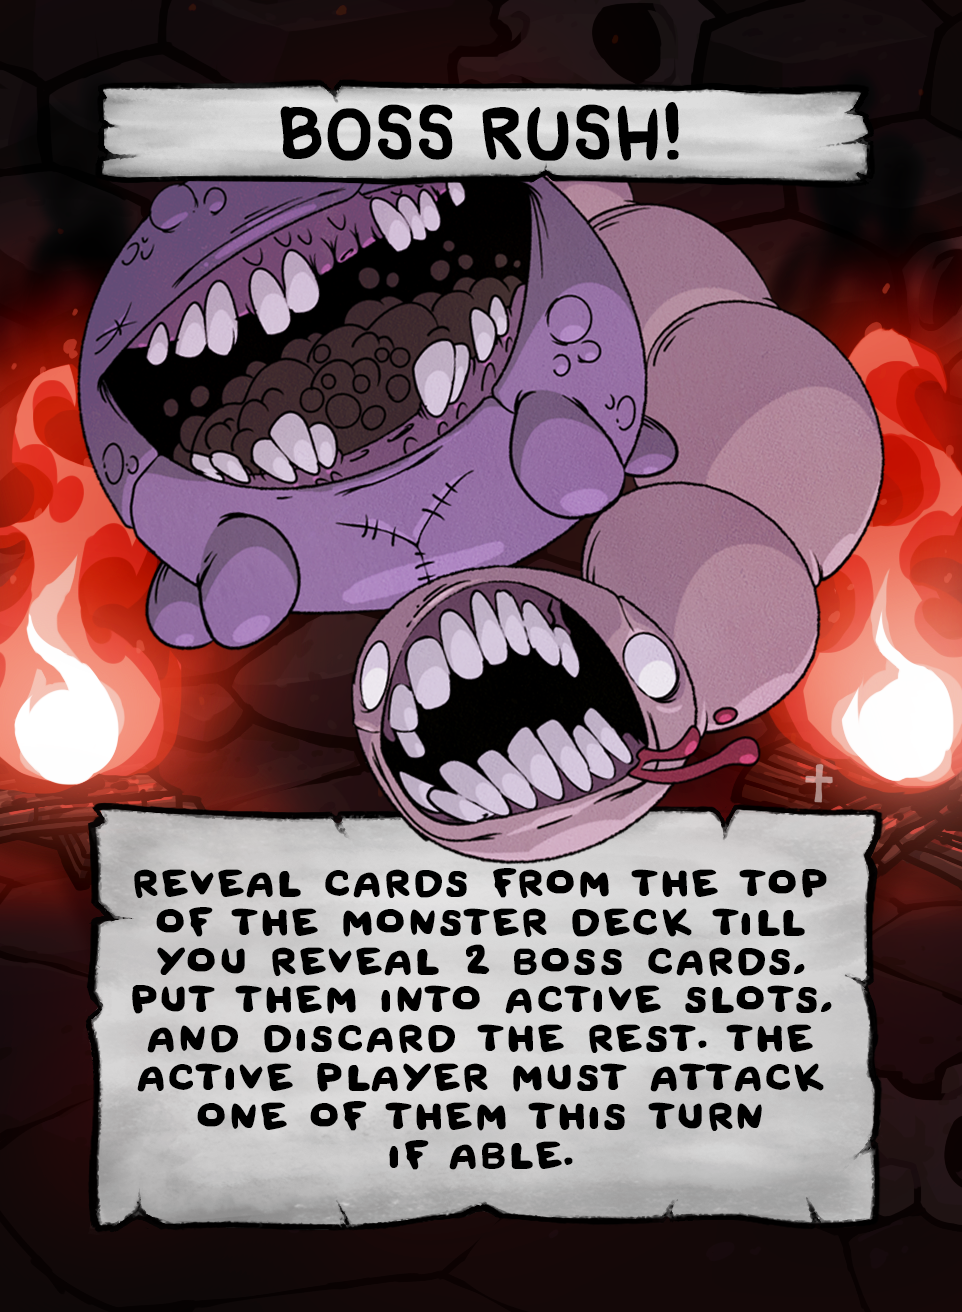 BOSS RUSH!
REVEAL CARDS FROM THE TOP
OF THE MONSTER DECK TILL
YOU REVEAL 2 BOSS CARDS,
PUT THEM INTO ACTIVE SLOTS,
AND DISCARD THE REST. THE
ACTIVE PLAYER MUST ATTACK
ONE OF THEM THIS TURN
IF ABLE.